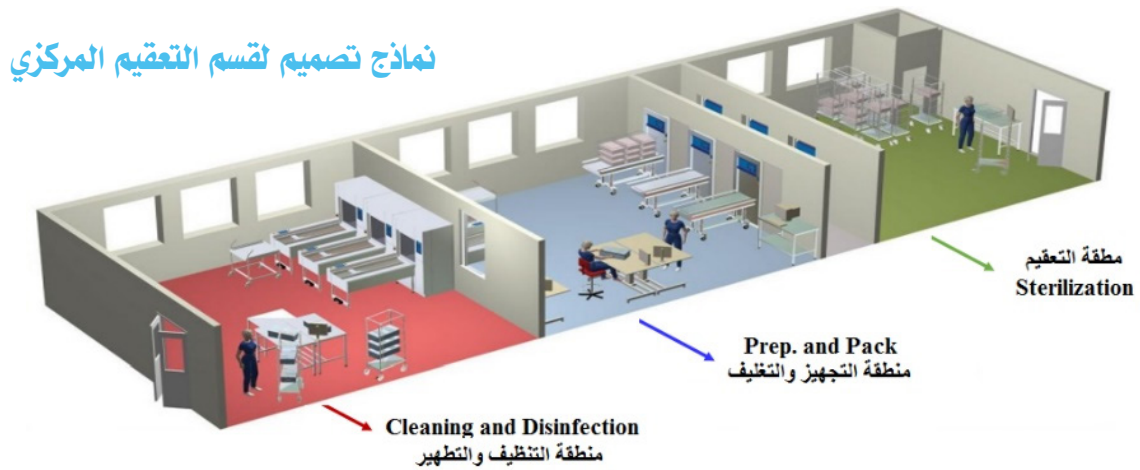 نماذج تصميم لقسم التعقيم المركزي
مطقة التعقيم
Sterilization
Prep. and Pack
منطقة التجهيز والتغليف
Cleaning and Disinfection
منطقة التنظيف والتطهير